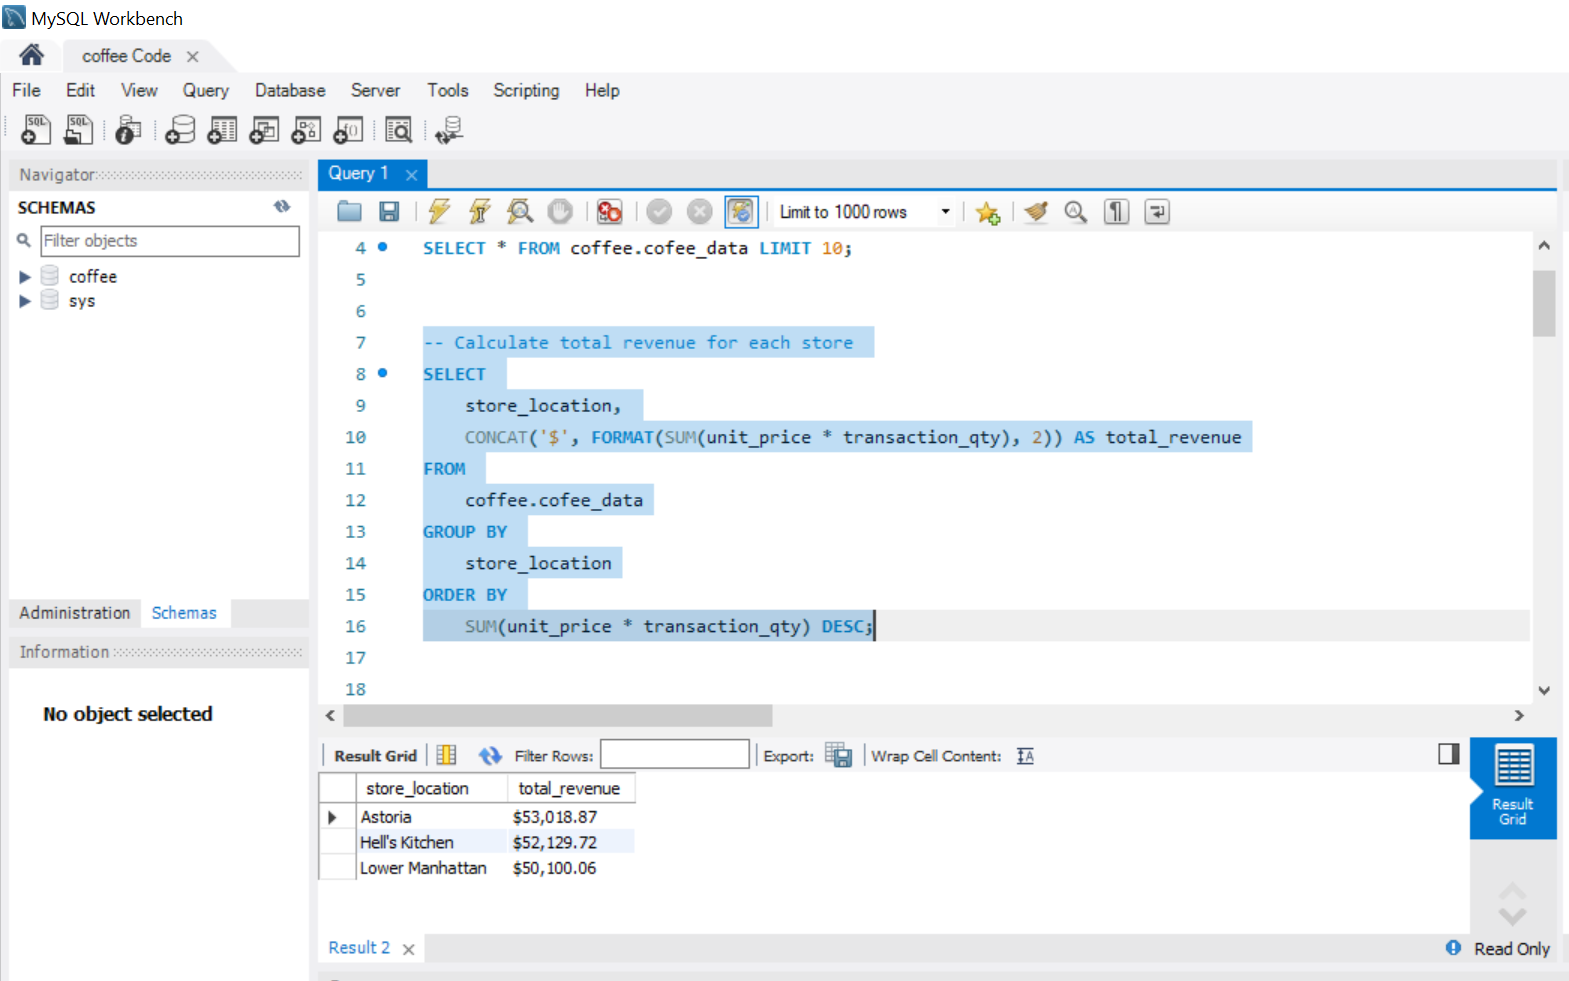 MySQL Workbench
coffee Code
File Edit View Query Database Server Tools Scripting Help
SQL SQL
Navigator
SCHEMAS
Filter objects
coffee
sys
Administration Schemas
Information
No object selected
Query 1
Limit to 1000 rows
4 SELECT * FROM coffee.cofee_data LIMIT 10;
5
6
7 -- Calculate total revenue for each store
8 SELECT
9 store_location,
10 CONCAT('$', FORMAT(SUM(unit_price * transaction_qty), 2)) AS total_revenue
11 FROM
12 coffee.cofee_data
13 GROUP BY
14 store_location
15 ORDER BY
16 SUM(unit_price * transaction_qty) DESC;
17
18
Result Grid Filter Rows: Export: Wrap Cell Content:
store_location total_revenue
Astoria $53,018.87
Hell's Kitchen $52,129.72
Lower Manhattan $50,100.06
Result
Grid
Result 2
Read Only